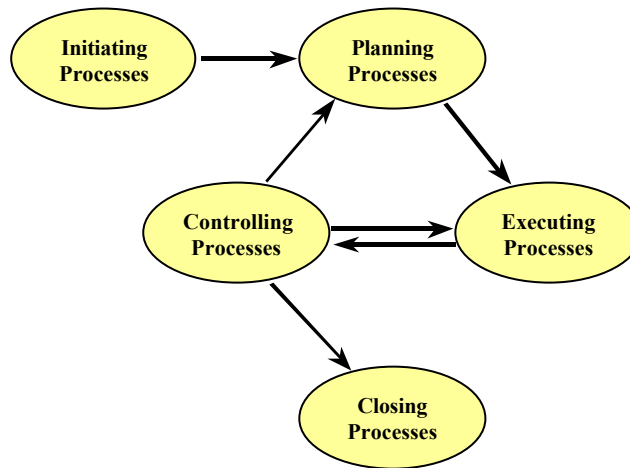 Initiating
Processes
Planning
Processes
Controlling
Processes
Executing
Processes
Closing
Processes